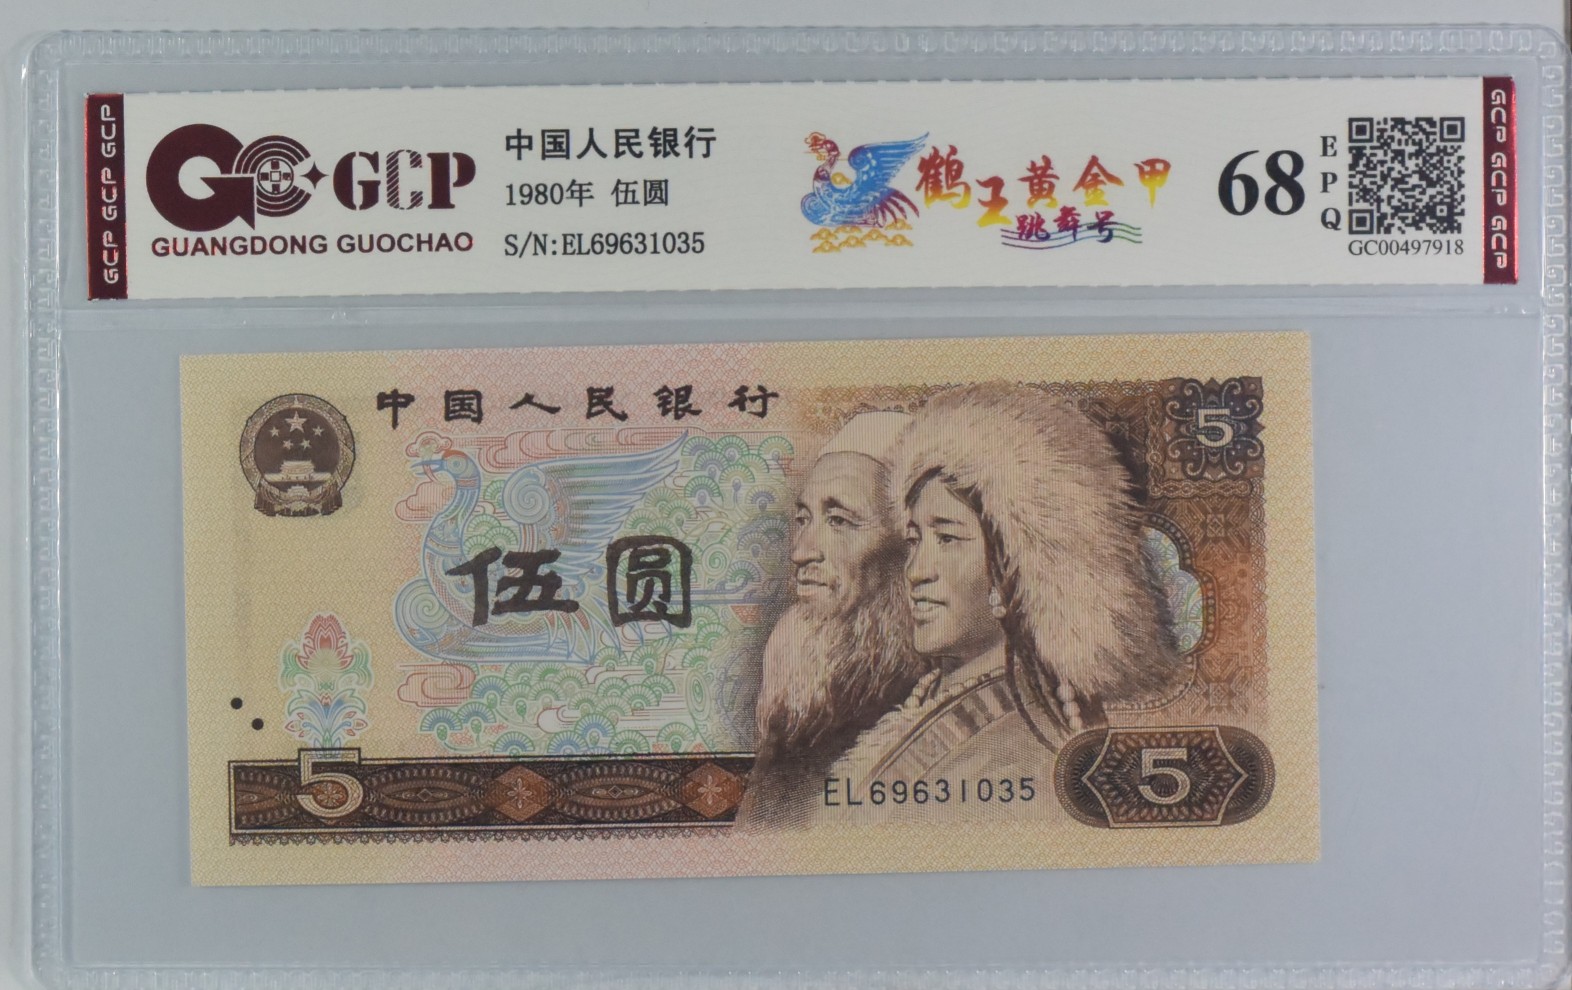 GCP GCP GCP
GCP
GUANGDONG GUOCHAO
中国人民银行
1980年 伍圆
S/N:EL69631035
鹤王黄金甲
跳舞号
68
EPQ
GC00497918
GCP GCP GCP
中国人民银行
5
伍圆
5
EL69631035
5